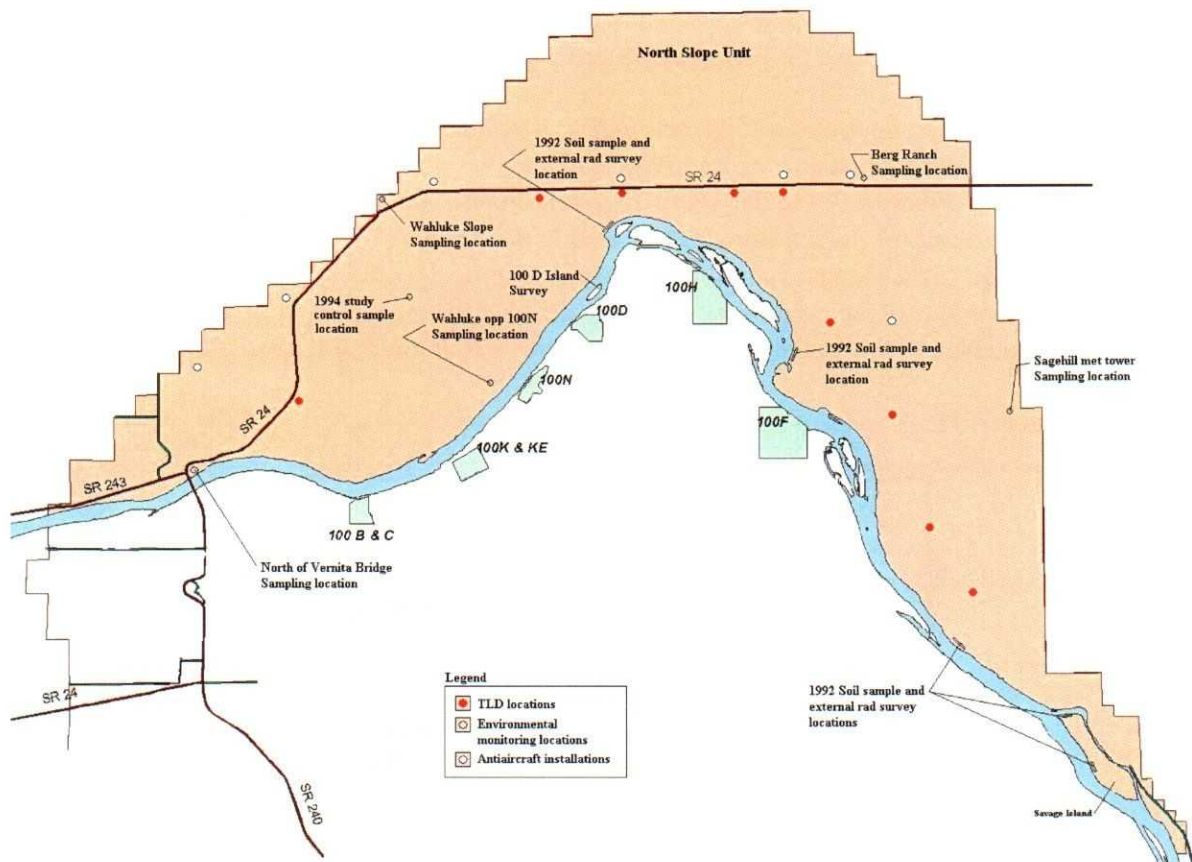 North Slope Unit
1992 Soil sample and
external rad survey
location
Berg Ranch
Sampling location
SR 24
Wahluke Slope
Sampling location
100 D Island
Survey
100H
1994 study
control sample
location
Wahluke opp 100N
Sampling location
100D
1992 Soil sample and
external rad survey
location
Sagehill met tower
Sampling location
100N
SR 24
100F
100K & KE
SR 243
100 B & C
North of Vernita Bridge
Sampling location
SR 24
Legend
TLD locations
Environmental
monitoring locations
Antiaircraft installations
1992 Soil sample and
external rad survey
locations
SR 240
Savage Island